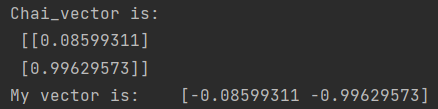 Chai_vector is:
[[0.08599311]
[0.99629573]]
My vector is: [-0.08599311 -0.99629573]